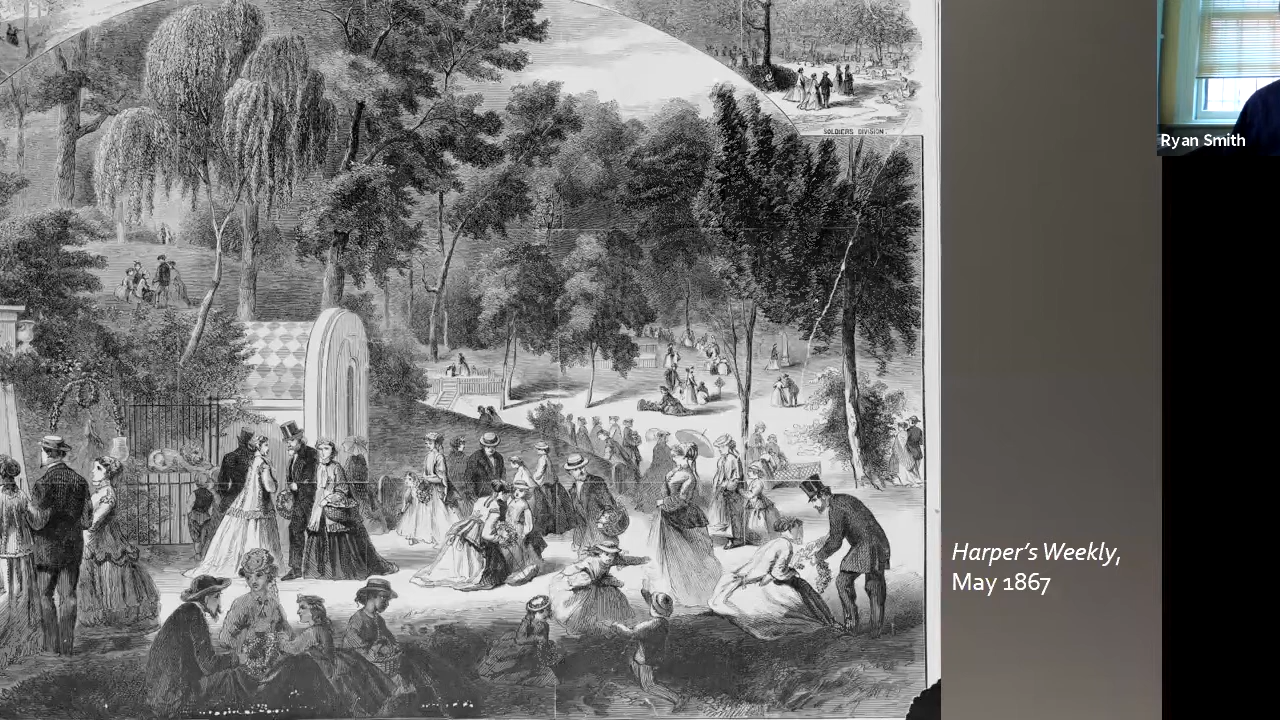 SOLDIERS DIVISION
Ryan Smith
Harper's Weekly,
May 1867